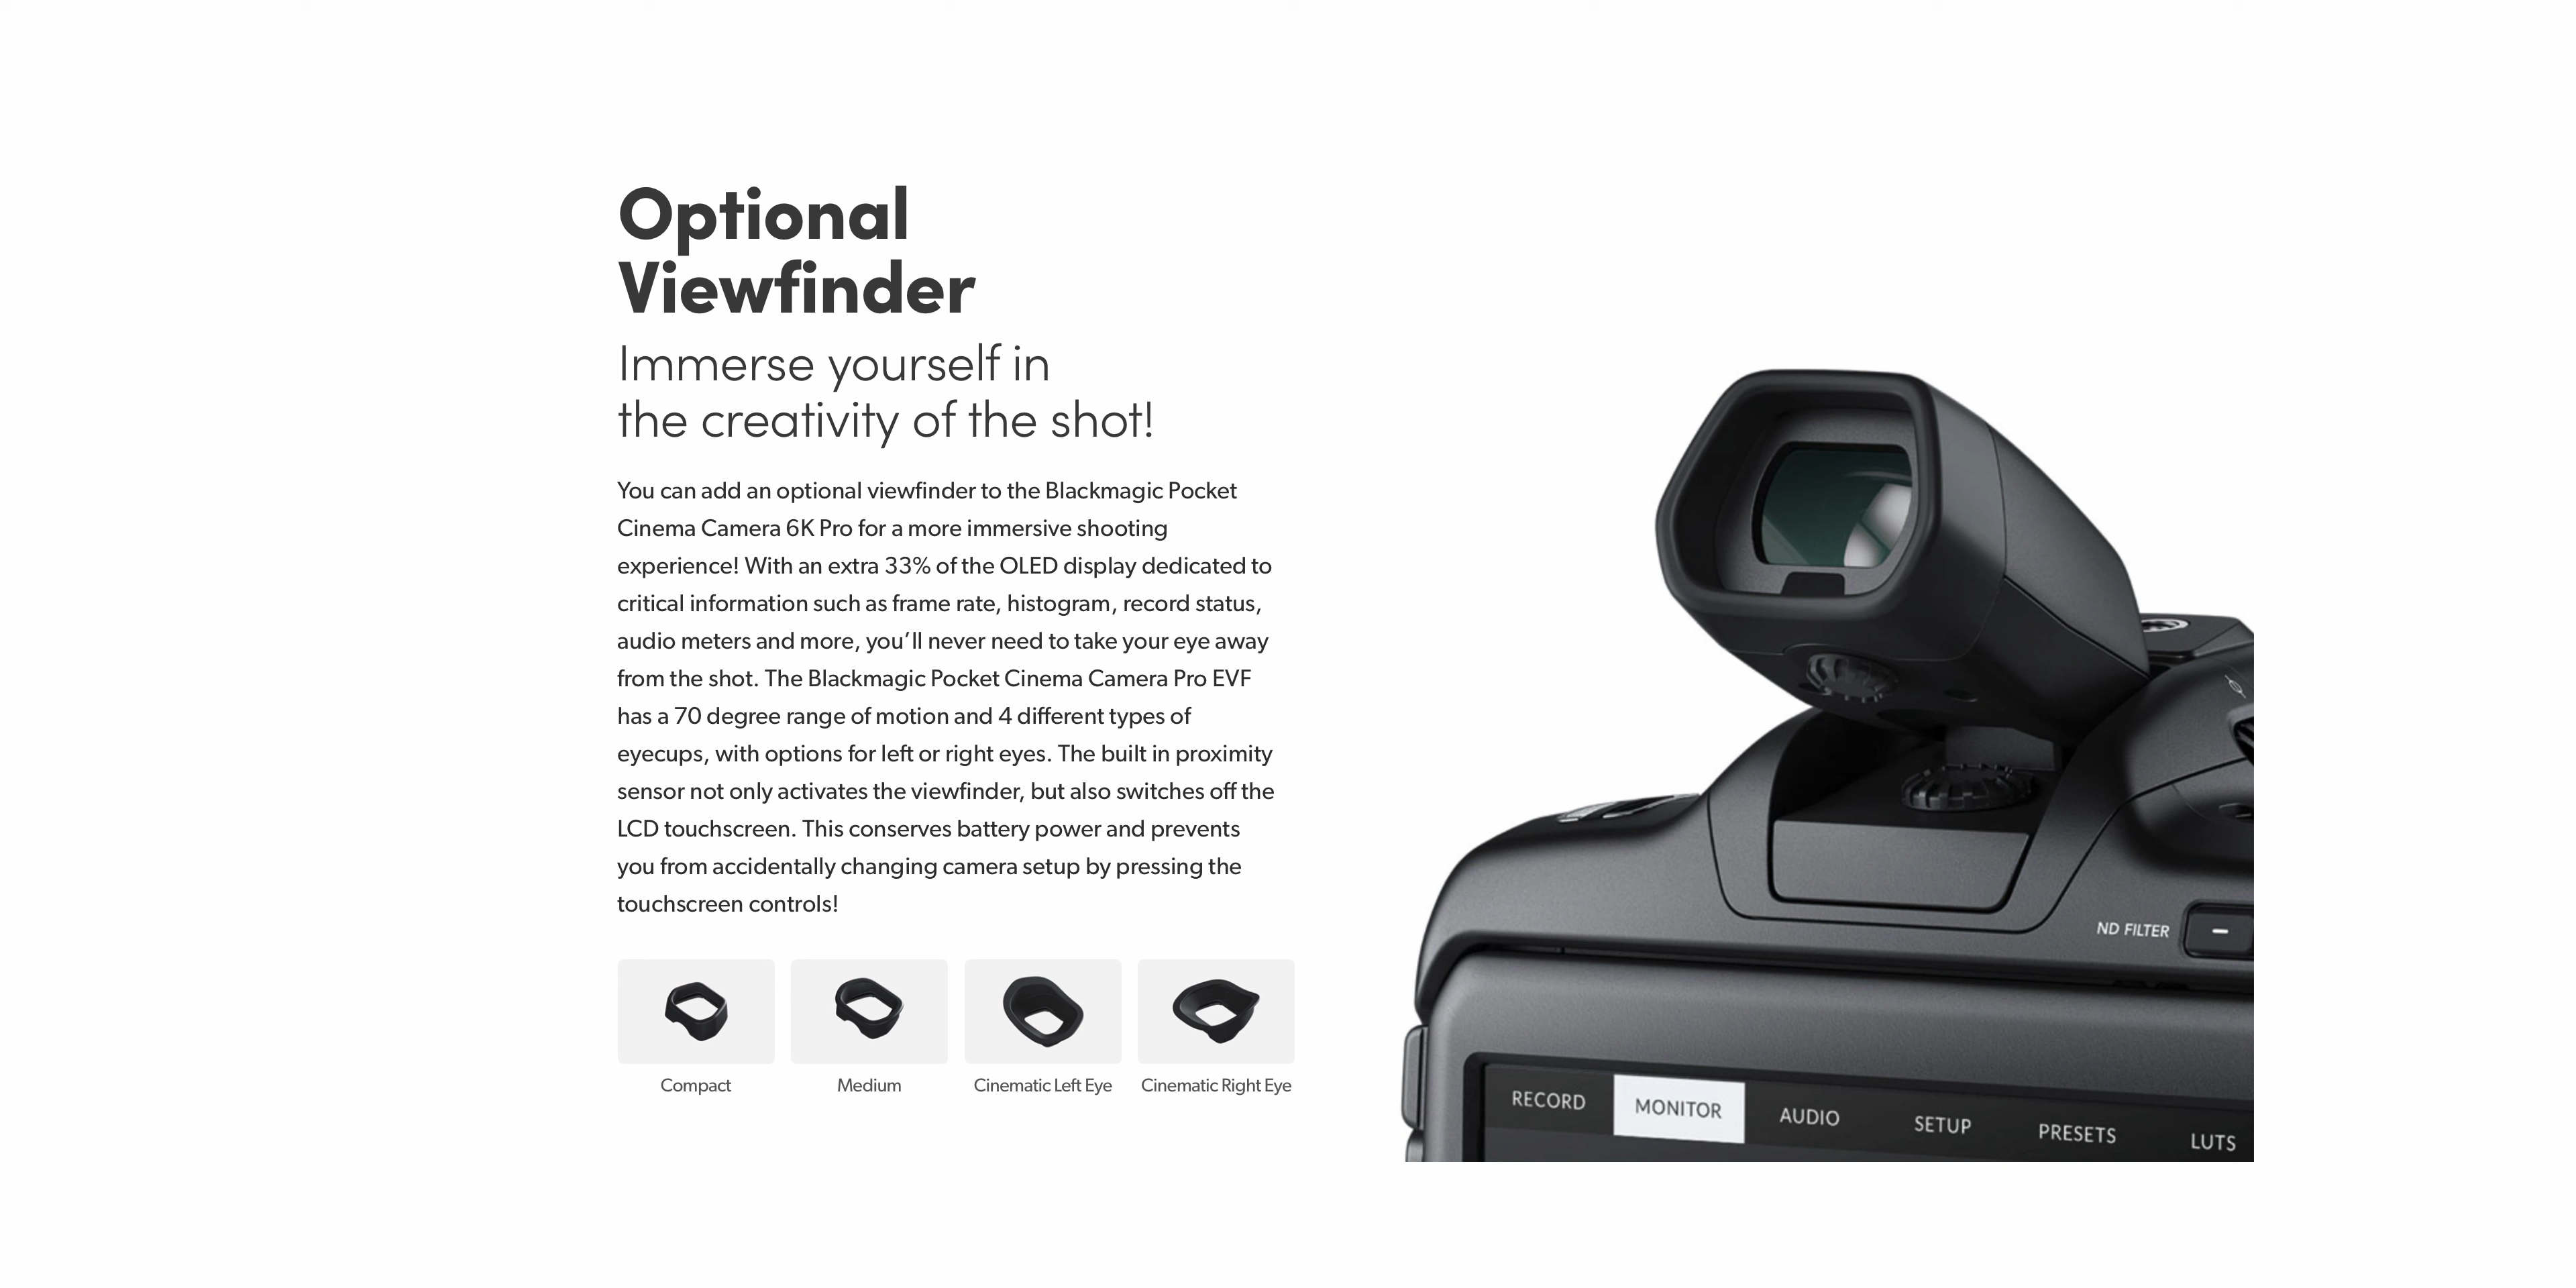 Optional
Viewfinder
Immerse yourself in
the creativity of the shot!
You can add an optional viewfinder to the Blackmagic Pocket
Cinema Camera 6K Pro for a more immersive shooting
experience! With an extra 33% of the OLED display dedicated to
critical information such as frame rate, histogram, record status,
audio meters and more, you’ll never need to take your eye away
from the shot. The Blackmagic Pocket Cinema Camera Pro EVF
has a 70 degree range of motion and 4 different types of
eyecups, with options for left or right eyes. The built in proximity
sensor not only activates the viewfinder, but also switches off the
LCD touchscreen. This conserves battery power and prevents
you from accidentally changing camera setup by pressing the
touchscreen controls!
Compact
Medium
Cinematic Left Eye
Cinematic Right Eye
ND FILTER
RECORD MONITOR AUDIO SETUP PRESETS LUTS